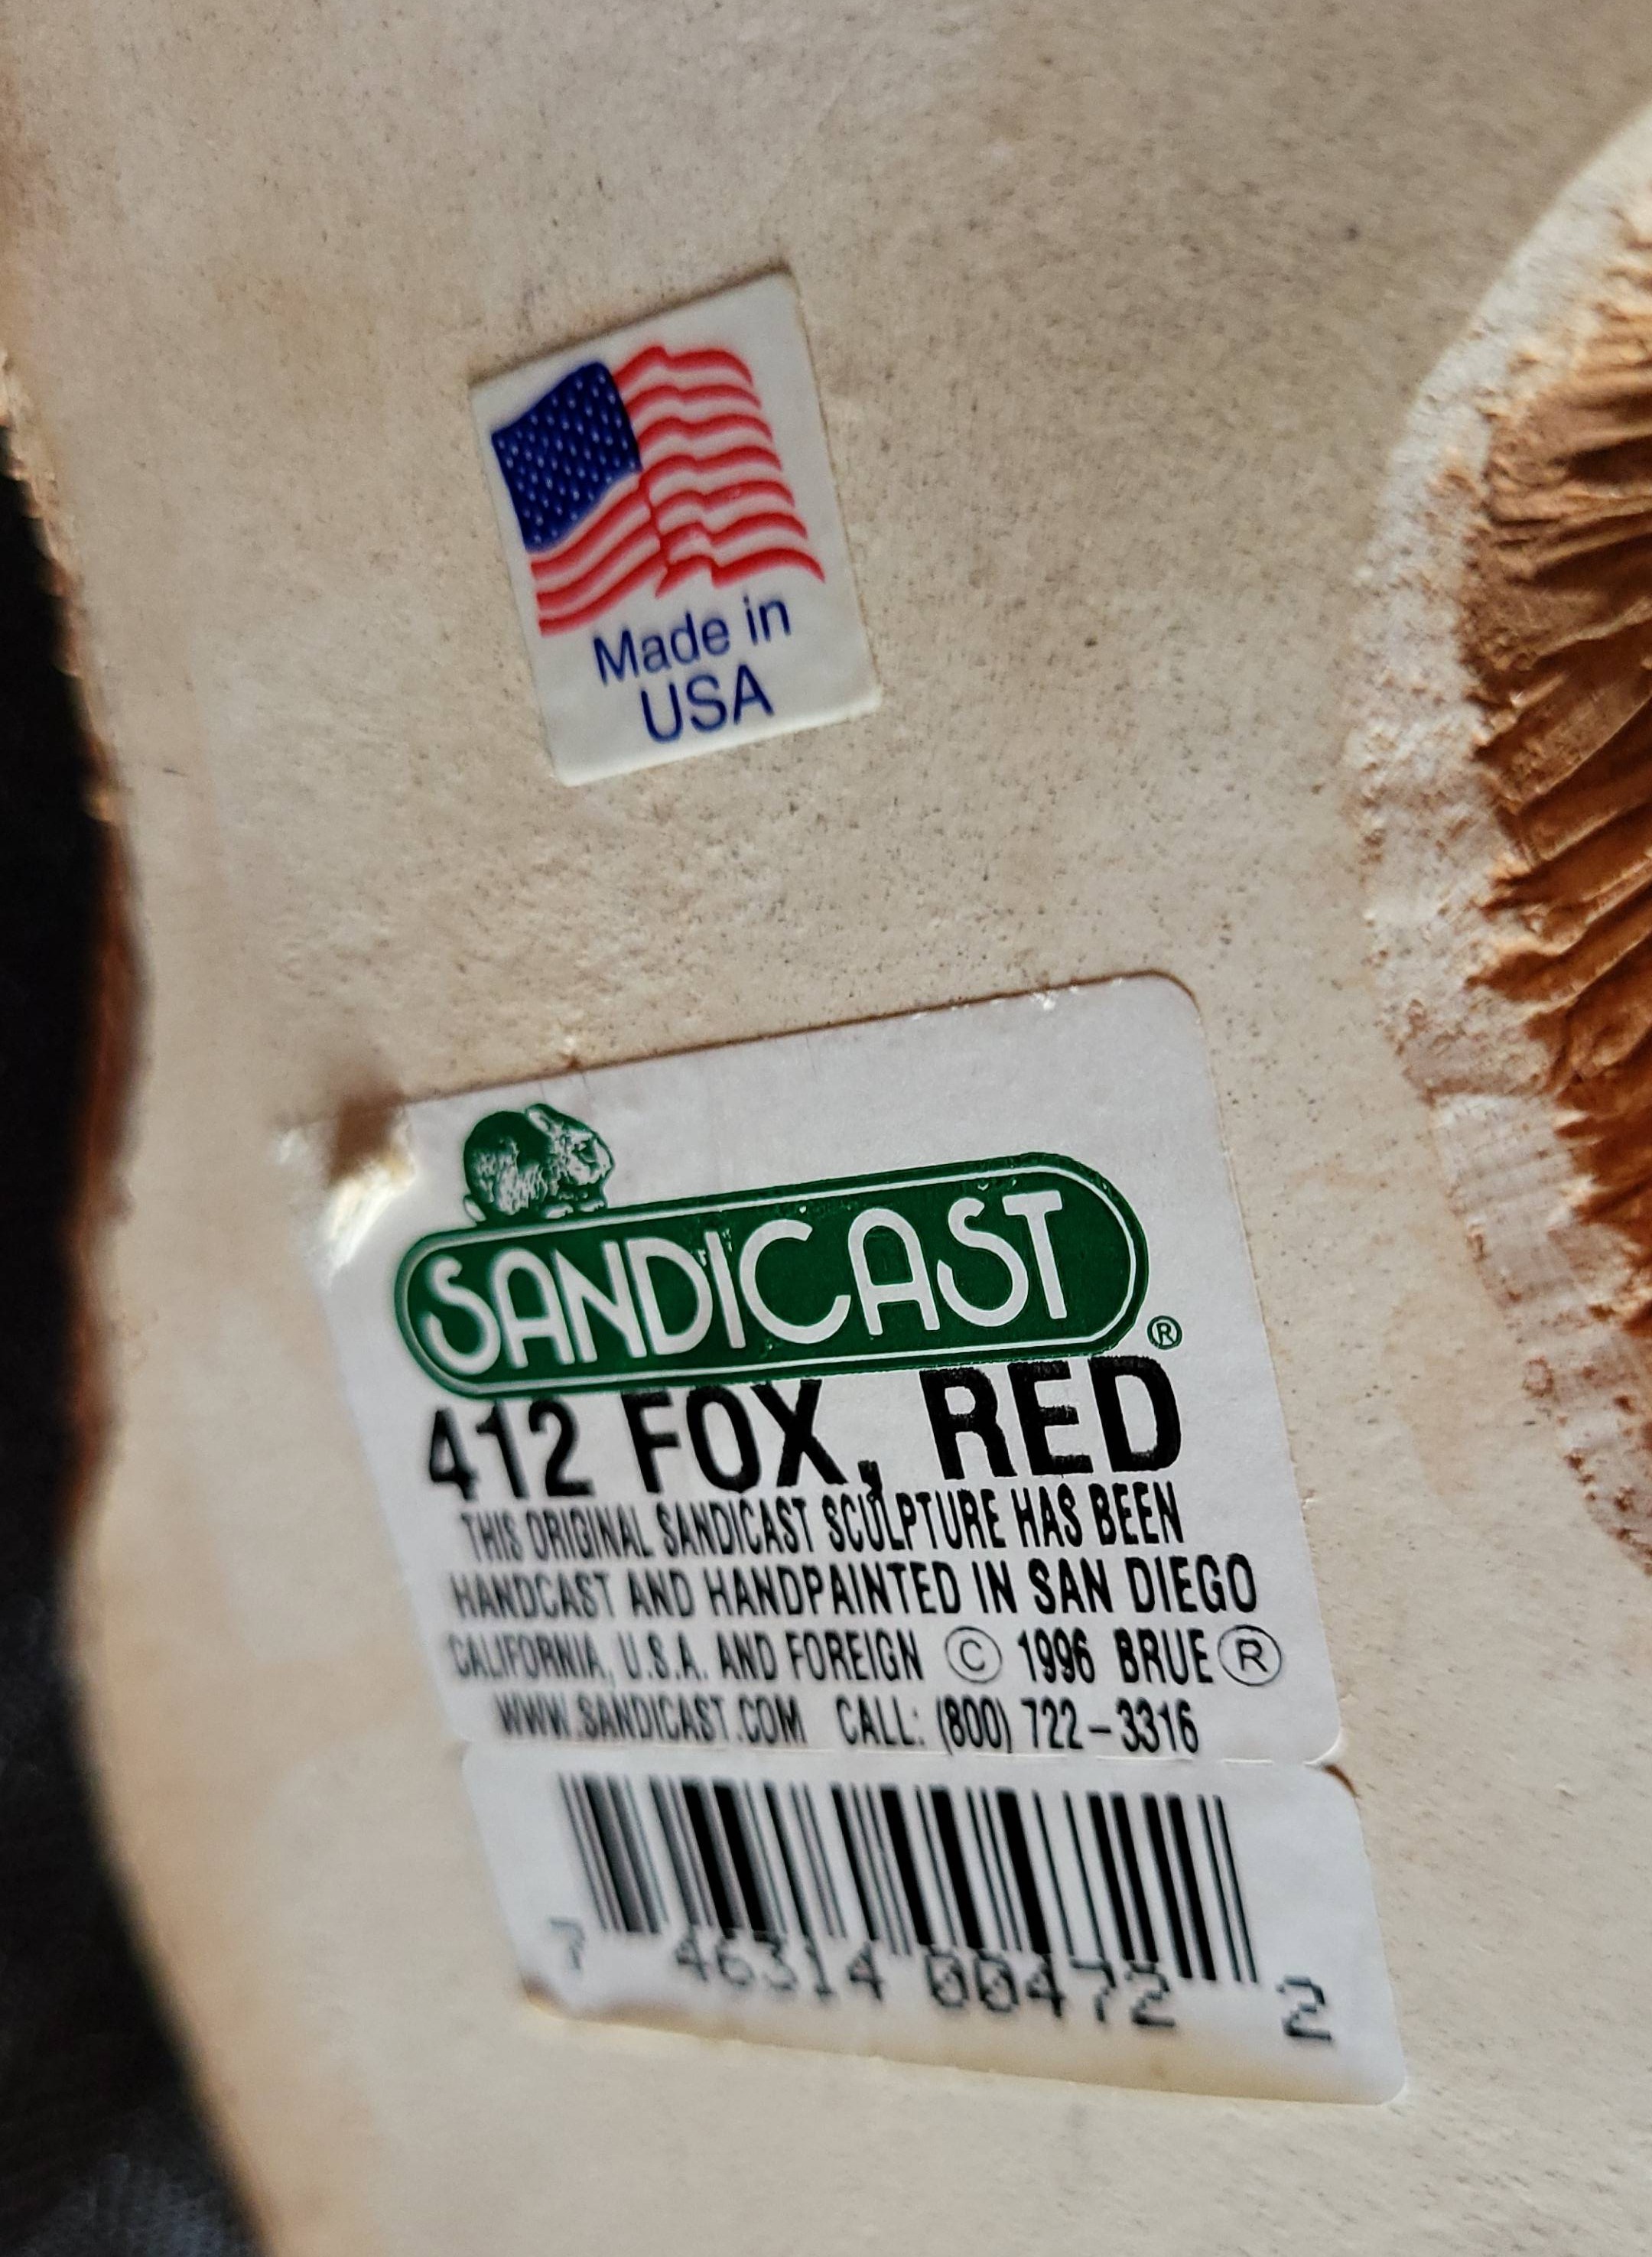 Made in
USA
SANDICAST ®
412 FOX, RED
THIS ORIGINAL SANDICAST SCULPTURE HAS BEEN
HANDCAST AND HANDPAINTED IN SAN DIEGO
CALIFORNIA, U.S.A. AND FOREIGN © 1996 BRUE ®
WWW.SANDICAST.COM CALL: (800) 722-3316
7 46314 00472 2